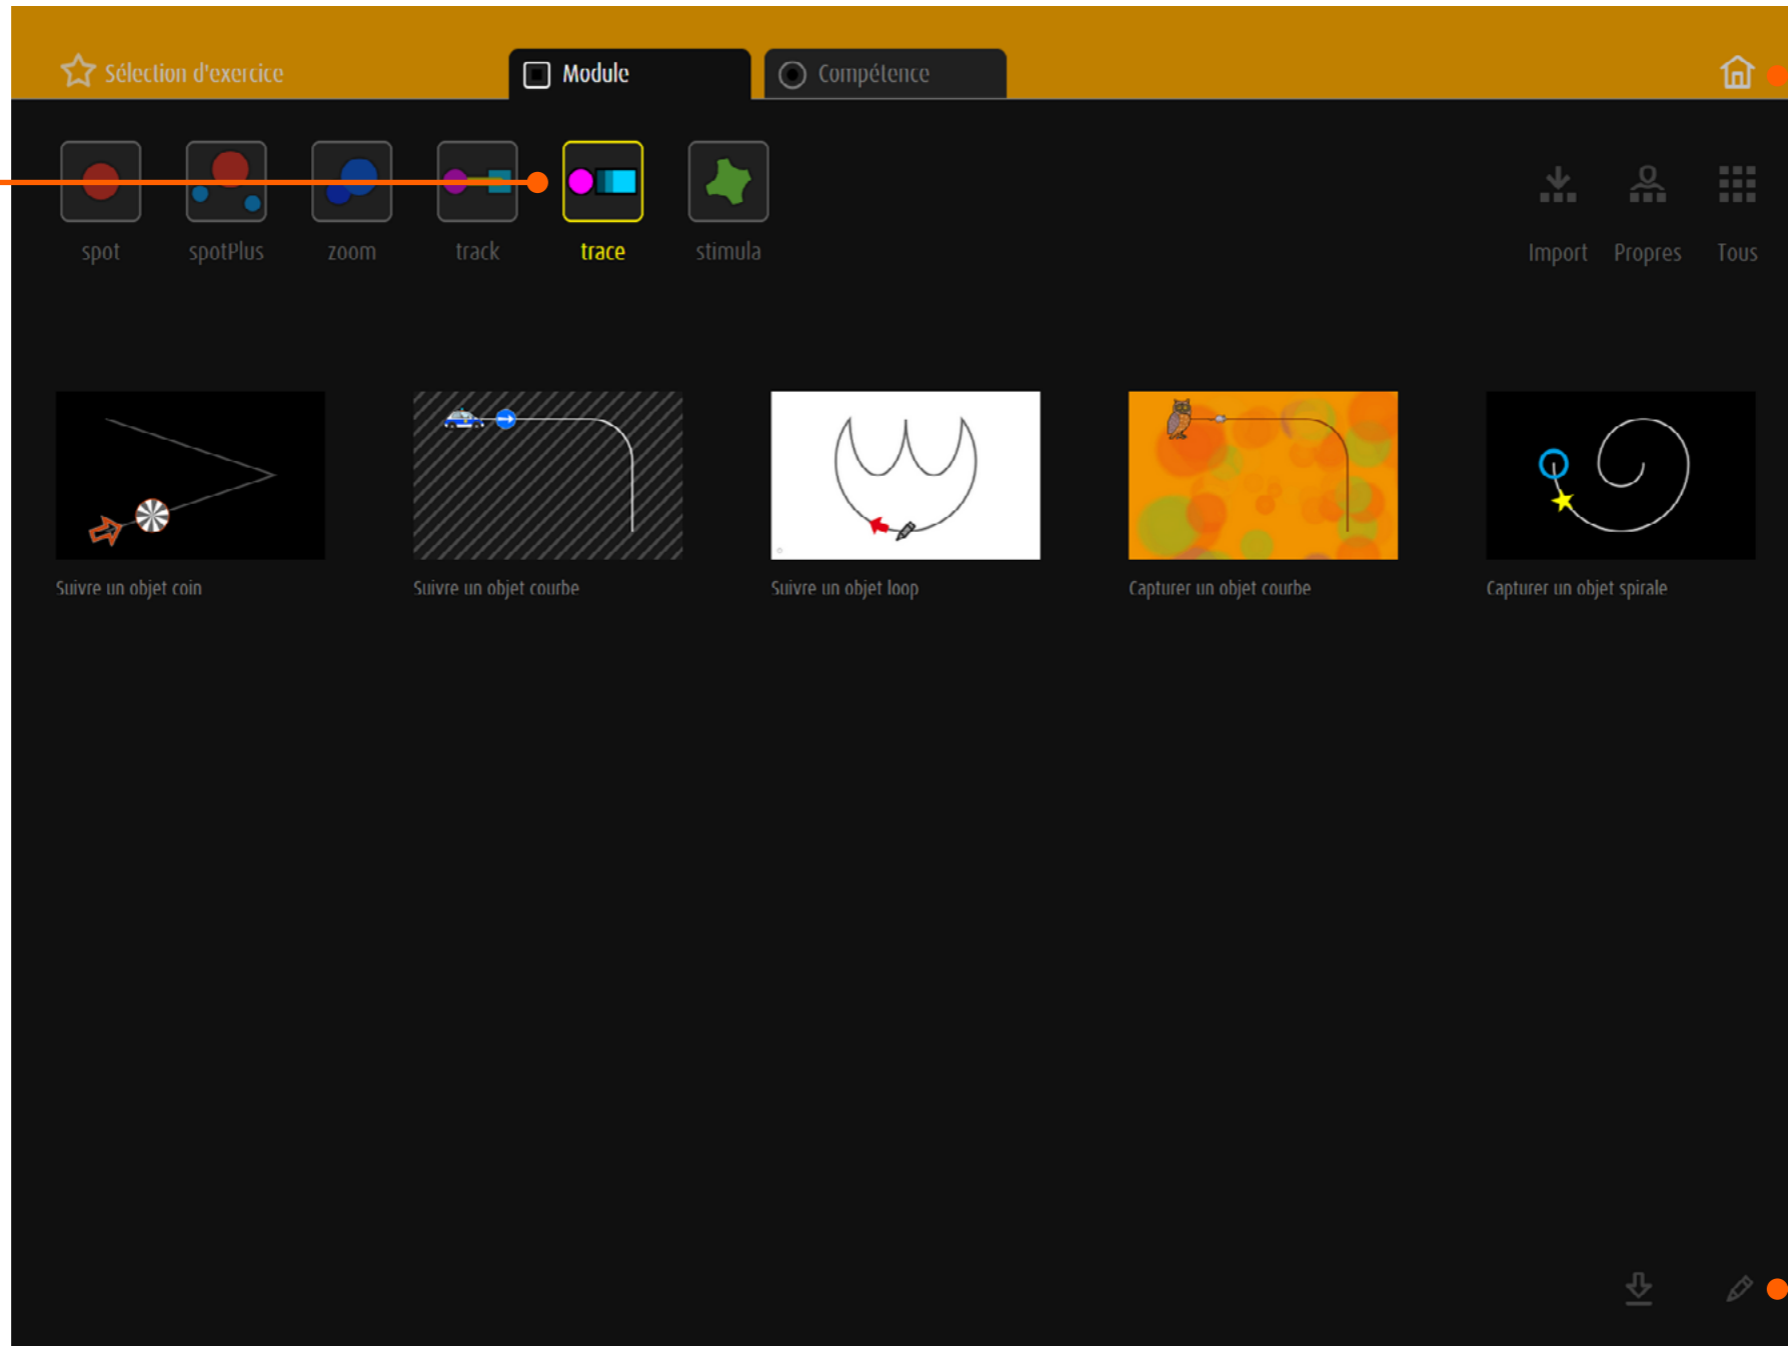 Sélection d'exercice
Module
Compétence
spot
spotPlus
zoom
track
trace
stimula
Import
Propres
Tous
Suivre un objet coin
Suivre un objet courbe
Suivre un objet loop
Capturer un objet courbe
Capturer un objet spirale